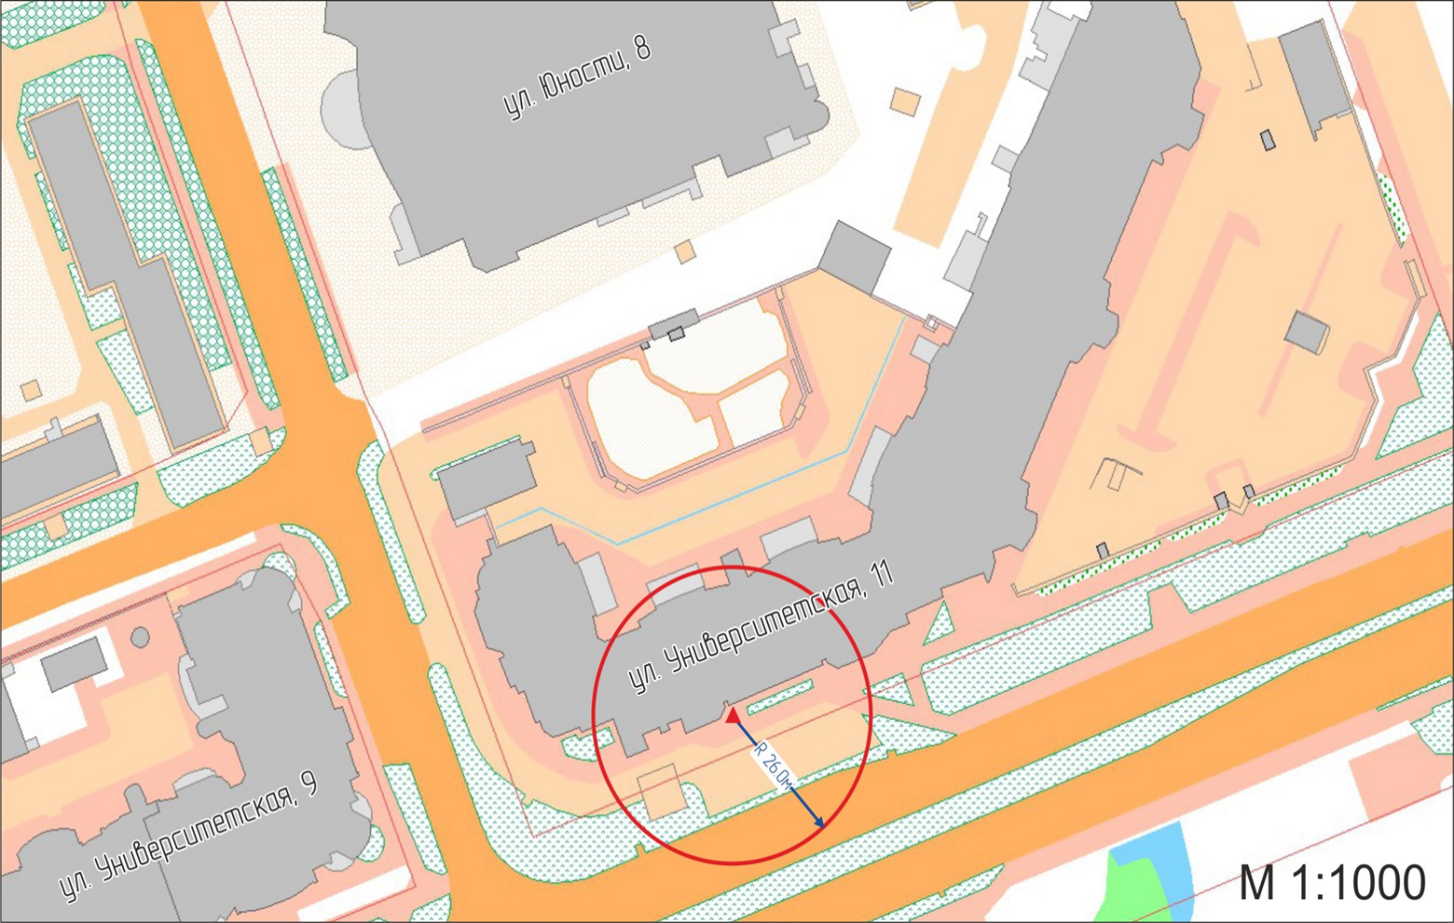 ул. Юности, 8
ул. Университетская, 11
R 26.0м
ул. Университетская, 9
М 1:1000